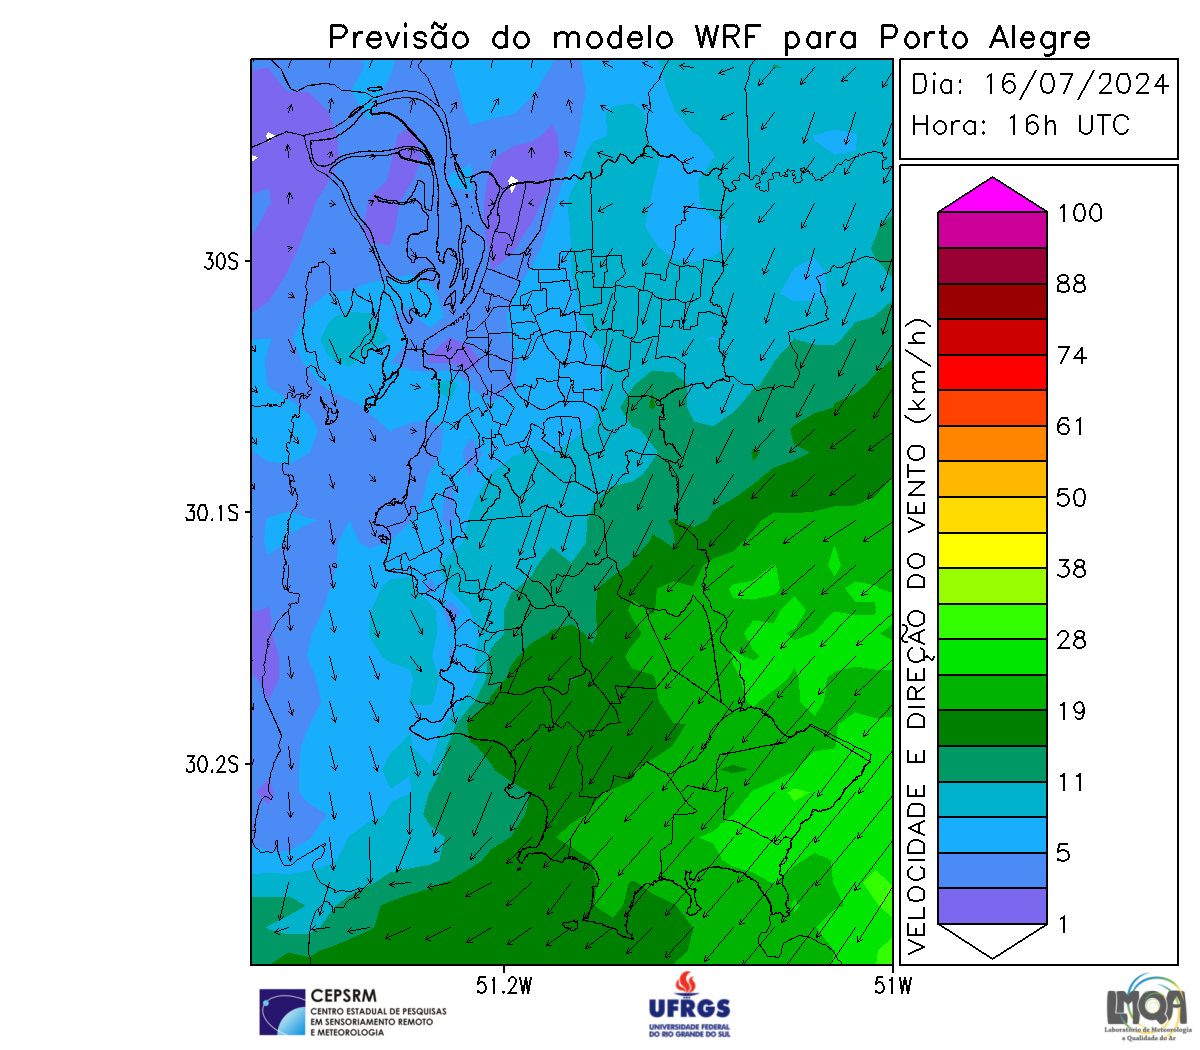 Previsão do modelo WRF para Porto Alegre
Dia: 16/07/2024
Hora: 16h UTC
30S
30.1S
30.2S
51.2W
51W
VELOCIDADE E DIREÇÃO DO VENTO (km/h)
100
88
74
61
50
38
28
19
11
5
1
CEPSRM
CENTRO ESTADUAL DE PESQUISAS
EM SENSORIAMENTO REMOTO
E METEOROLOGIA
UFRGS
UNIVERSIDADE FEDERAL
DO RIO GRANDE DO SUL
LMQA
Laboratório de Meteorologia
e Qualidade do Ar